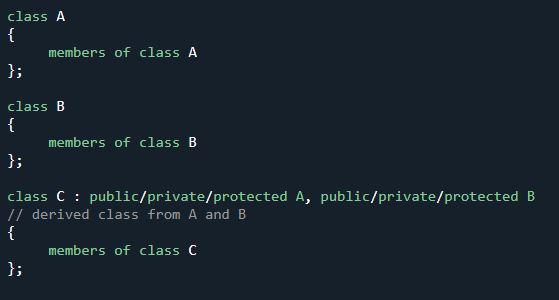 class A
{
     members of class A
};

class B
{
     members of class B
};

class C : public/private/protected A, public/private/protected B
// derived class from A and B
{
     members of class C
};